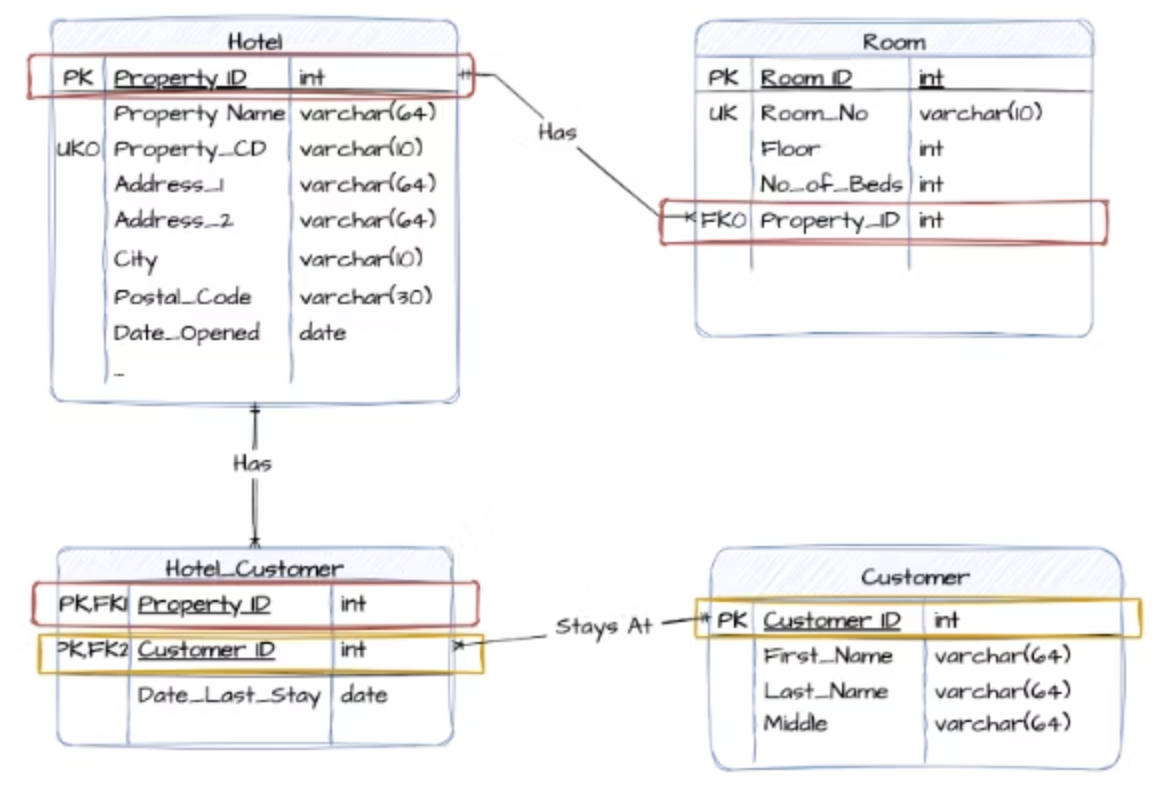 Hotel
PK Property ID int
Property Name varchar(64)
UK0 Property_CD varchar(10)
Address_1 varchar(64)
Address_2 varchar(64)
City varchar(10)
Postal_Code varchar(30)
Date_Opened date
...
Has
Room
PK Room ID int
UK Room_No varchar(10)
Floor int
No_of_Beds int
FK0 Property_ID int
Has
Hotel_Customer
PK,FK1 Property ID int
PK,FK2 Customer ID int
Date_Last_Stay date
Stays At
Customer
PK Customer ID int
First_Name varchar(64)
Last_Name varchar(64)
Middle varchar(64)